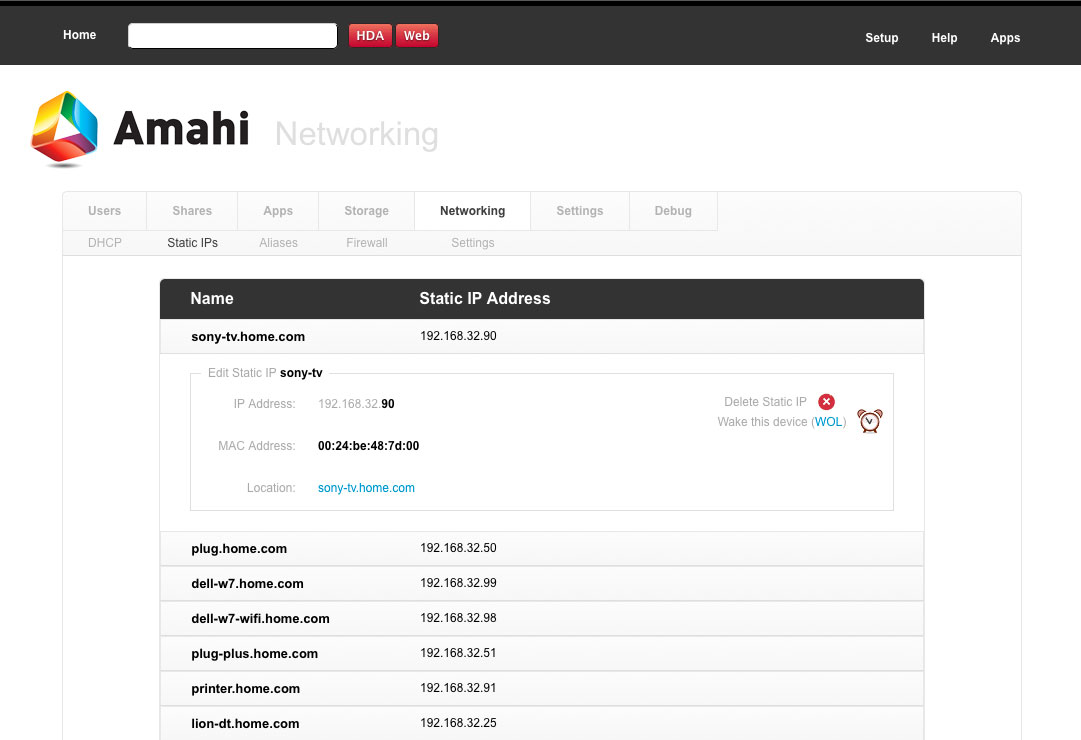 Home HDA Web Setup Help Apps
Amahi Networking
Users Shares Apps Storage Networking Settings Debug
DHCP Static IPs Aliases Firewall Settings
Name Static IP Address
sony-tv.home.com 192.168.32.90
Edit Static IP sony-tv
IP Address: 192.168.32.90 Delete Static IP
Wake this device (WOL)
MAC Address: 00:24:be:48:7d:00
Location: sony-tv.home.com
plug.home.com 192.168.32.50
dell-w7.home.com 192.168.32.99
dell-w7-wifi.home.com 192.168.32.98
plug-plus.home.com 192.168.32.51
printer.home.com 192.168.32.91
lion-dt.home.com 192.168.32.25